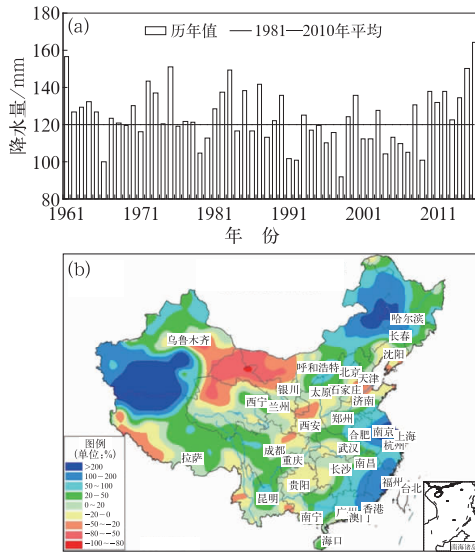 (a)
历年值
1981—2010年平均
降水量/mm
180
160
140
120
100
80
1961
1971
1981
1991
2001
2011
年 份
(b)
哈尔滨
长春
乌鲁木齐
沈阳
呼和浩特
北京
天津
银川
太原
石家庄
西宁
济南
兰州
郑州
西安
合肥
南京
上海
拉萨
成都
武汉
杭州
重庆
南昌
长沙
贵阳
福州
台北
昆明
南宁
广州
香港
澳门
海口
图例
(单位:%)
>200
100~200
50~100
20~50
0~20
-20~0
-50~-20
-80~-50
-100~-80
南海诸岛